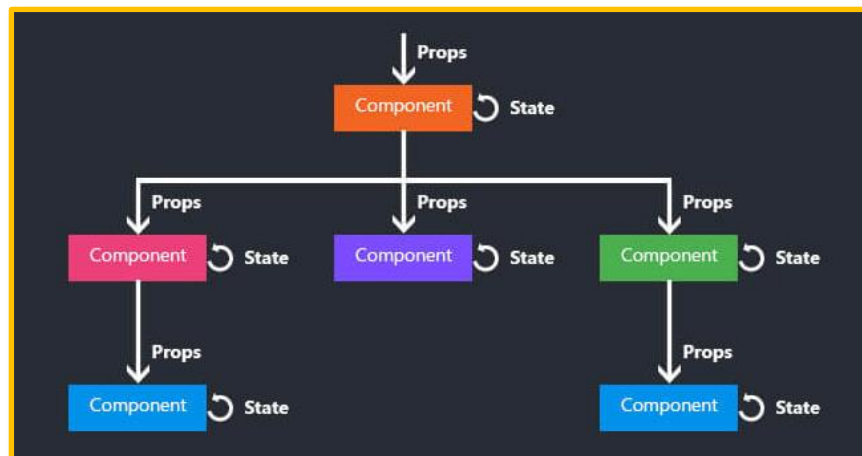 Props
Component State
Props Props Props
Component State Component State Component State
Props Props
Component State Component State